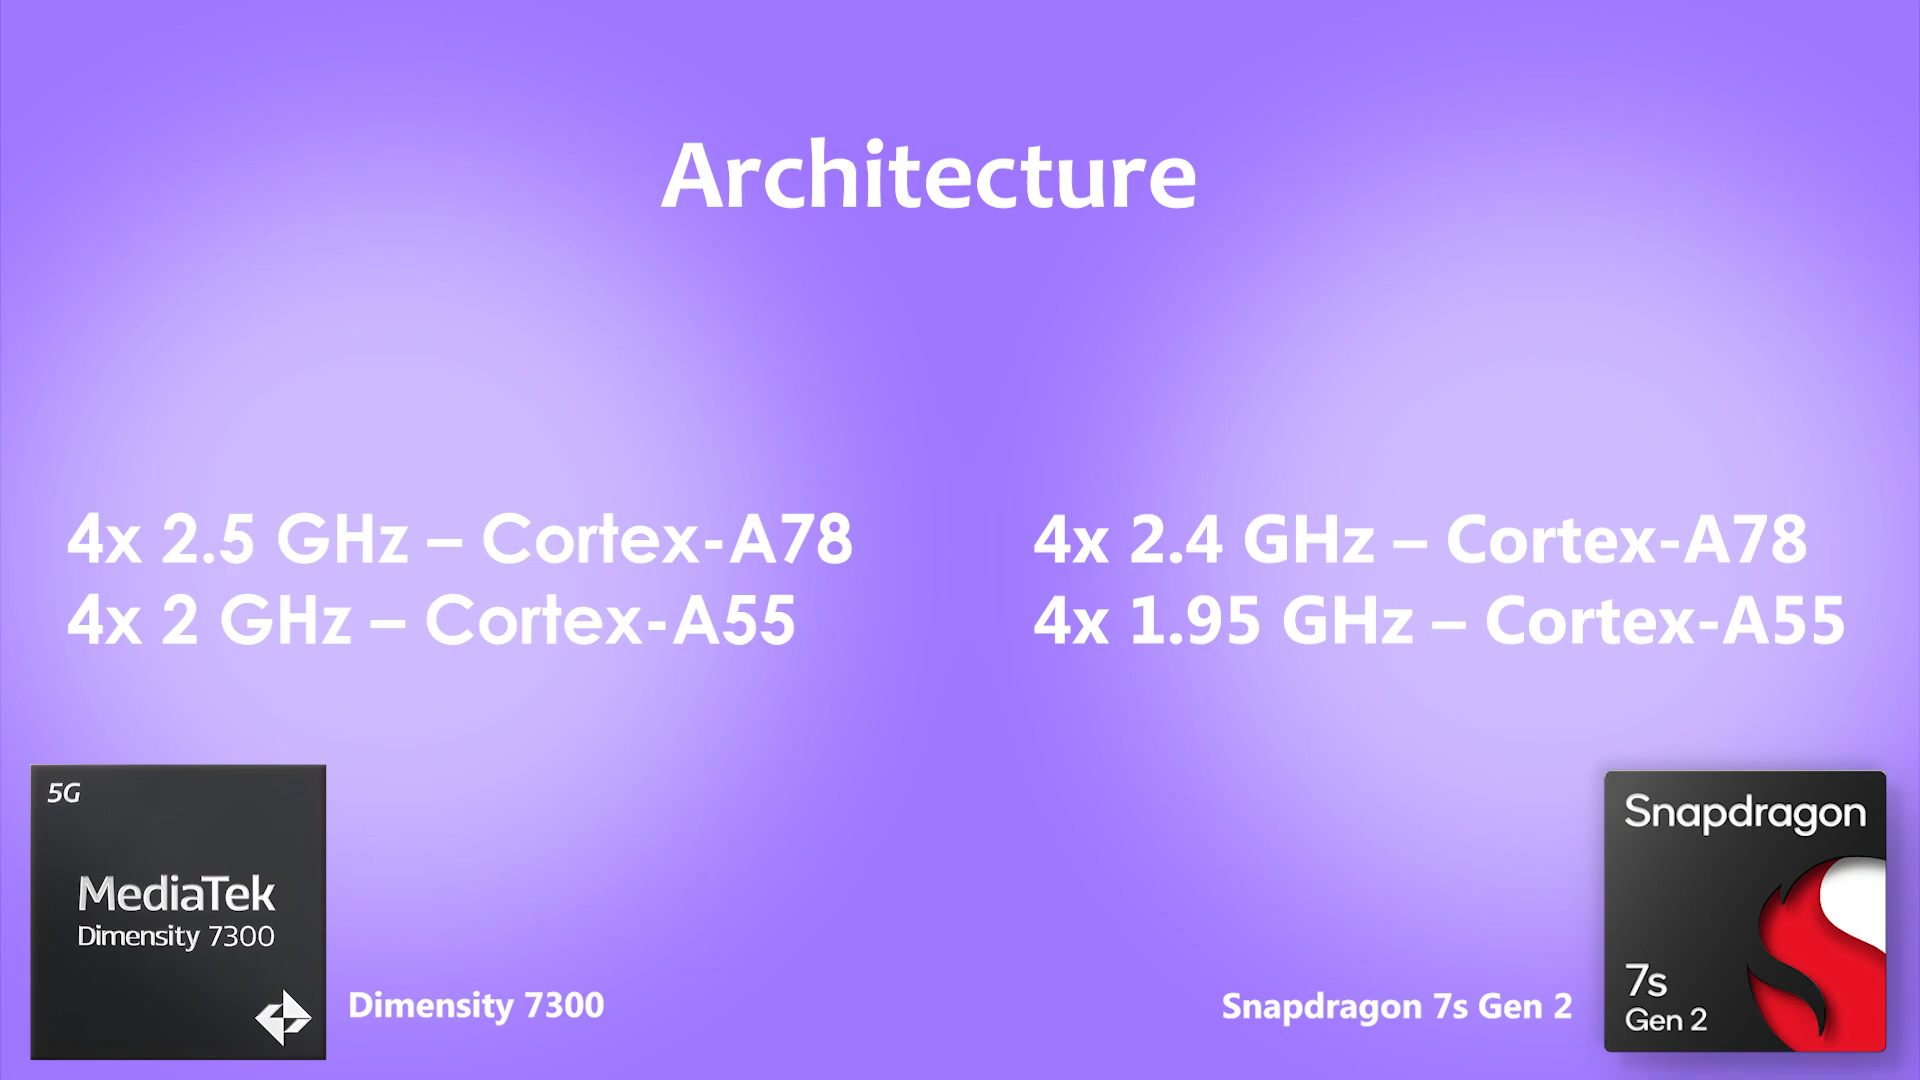 Architecture
4x 2.5 GHz – Cortex-A78
4x 2 GHz – Cortex-A55
4x 2.4 GHz – Cortex-A78
4x 1.95 GHz – Cortex-A55
5G
MediaTek
Dimensity 7300
Dimensity 7300
Snapdragon 7s Gen 2
Snapdragon
7s
Gen 2